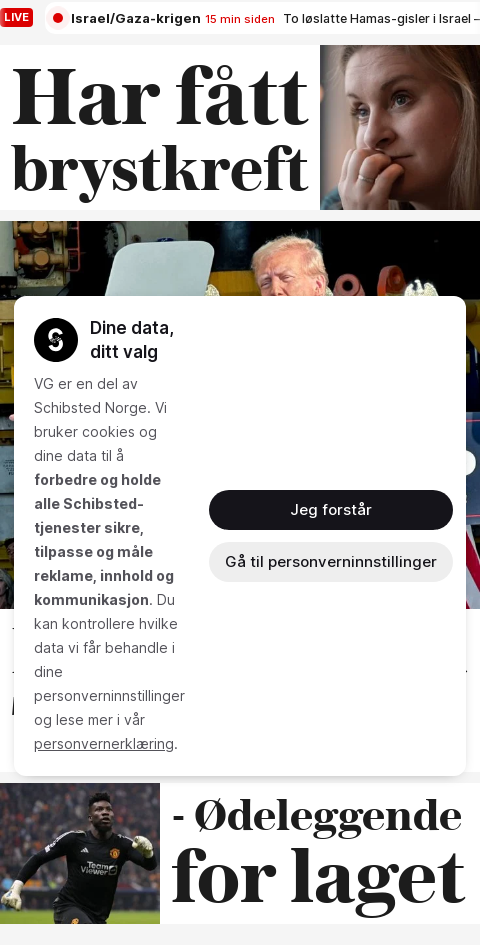 LIVE
Israel/Gaza-krigen 15 min siden To løslatte Hamas-gisler i Israel –
Har fått
brystkreft
Dine data,
ditt valg
VG er en del av
Schibsted Norge. Vi
bruker cookies og
dine data til å
forbedre og holde
alle Schibsted-
tjenester sikre,
tilpasse og måle
reklame, innhold og
kommunikasjon. Du
kan kontrollere hvilke
data vi får behandle i
dine
personverninnstillinger
og lese mer i vår
personvernerklæring.
Jeg forstår
Gå til personverninnstillinger
TeamViewer
- Ødeleggende
for laget